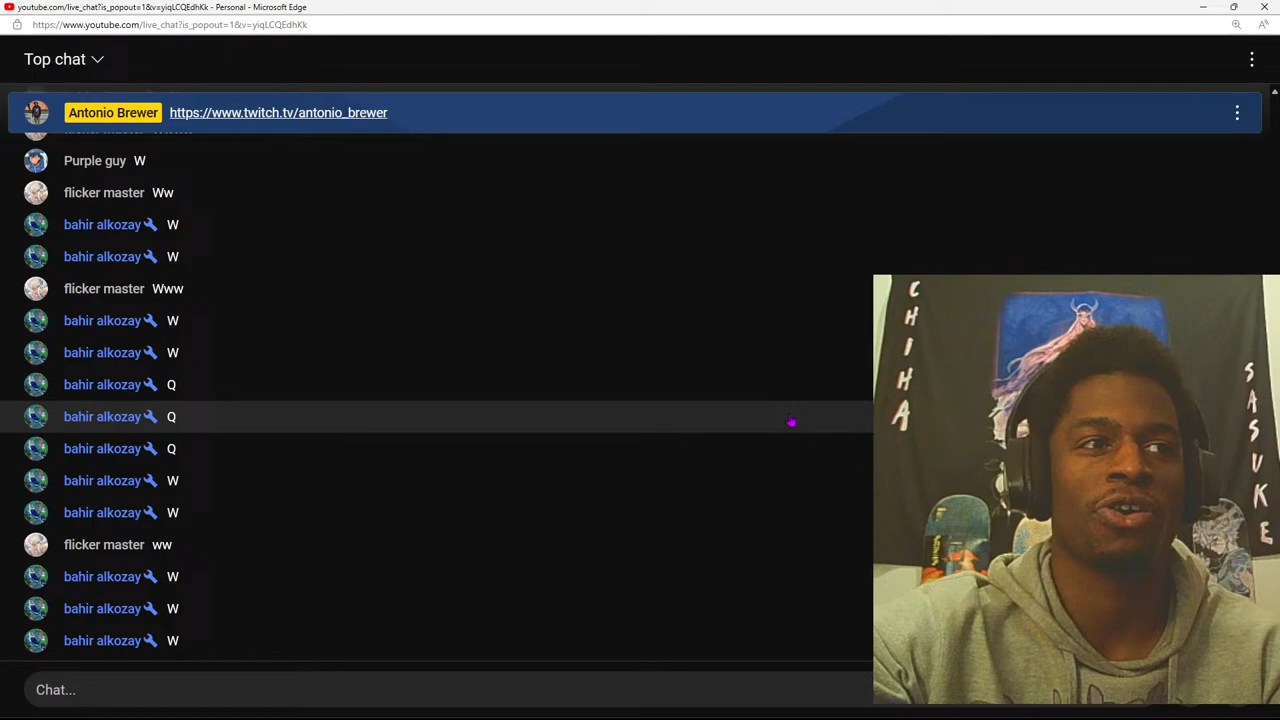 youtube.com/live_chat?is_popout=1&v=yiqLCQEdhKk - Personal - Microsoft Edge
https://www.youtube.com/live_chat?is_popout=1&v=yiqLCQEdhKk
Top chat
Antonio Brewer https://www.twitch.tv/antonio_brewer
Purple guy W
flicker master Ww
bahir alkozay W
bahir alkozay W
flicker master Www
bahir alkozay W
bahir alkozay W
bahir alkozay Q
bahir alkozay Q
bahir alkozay Q
bahir alkozay W
bahir alkozay W
flicker master ww
bahir alkozay W
bahir alkozay W
bahir alkozay W
Chat...
CHIHA
SASUKE